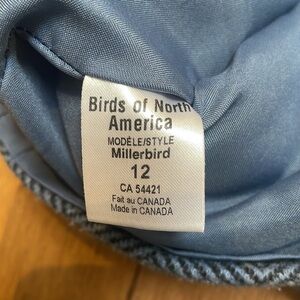 Birds of North
America
MODÈLE/STYLE
Millerbird
12
CA 54421
Fait au CANADA
Made in CANADA